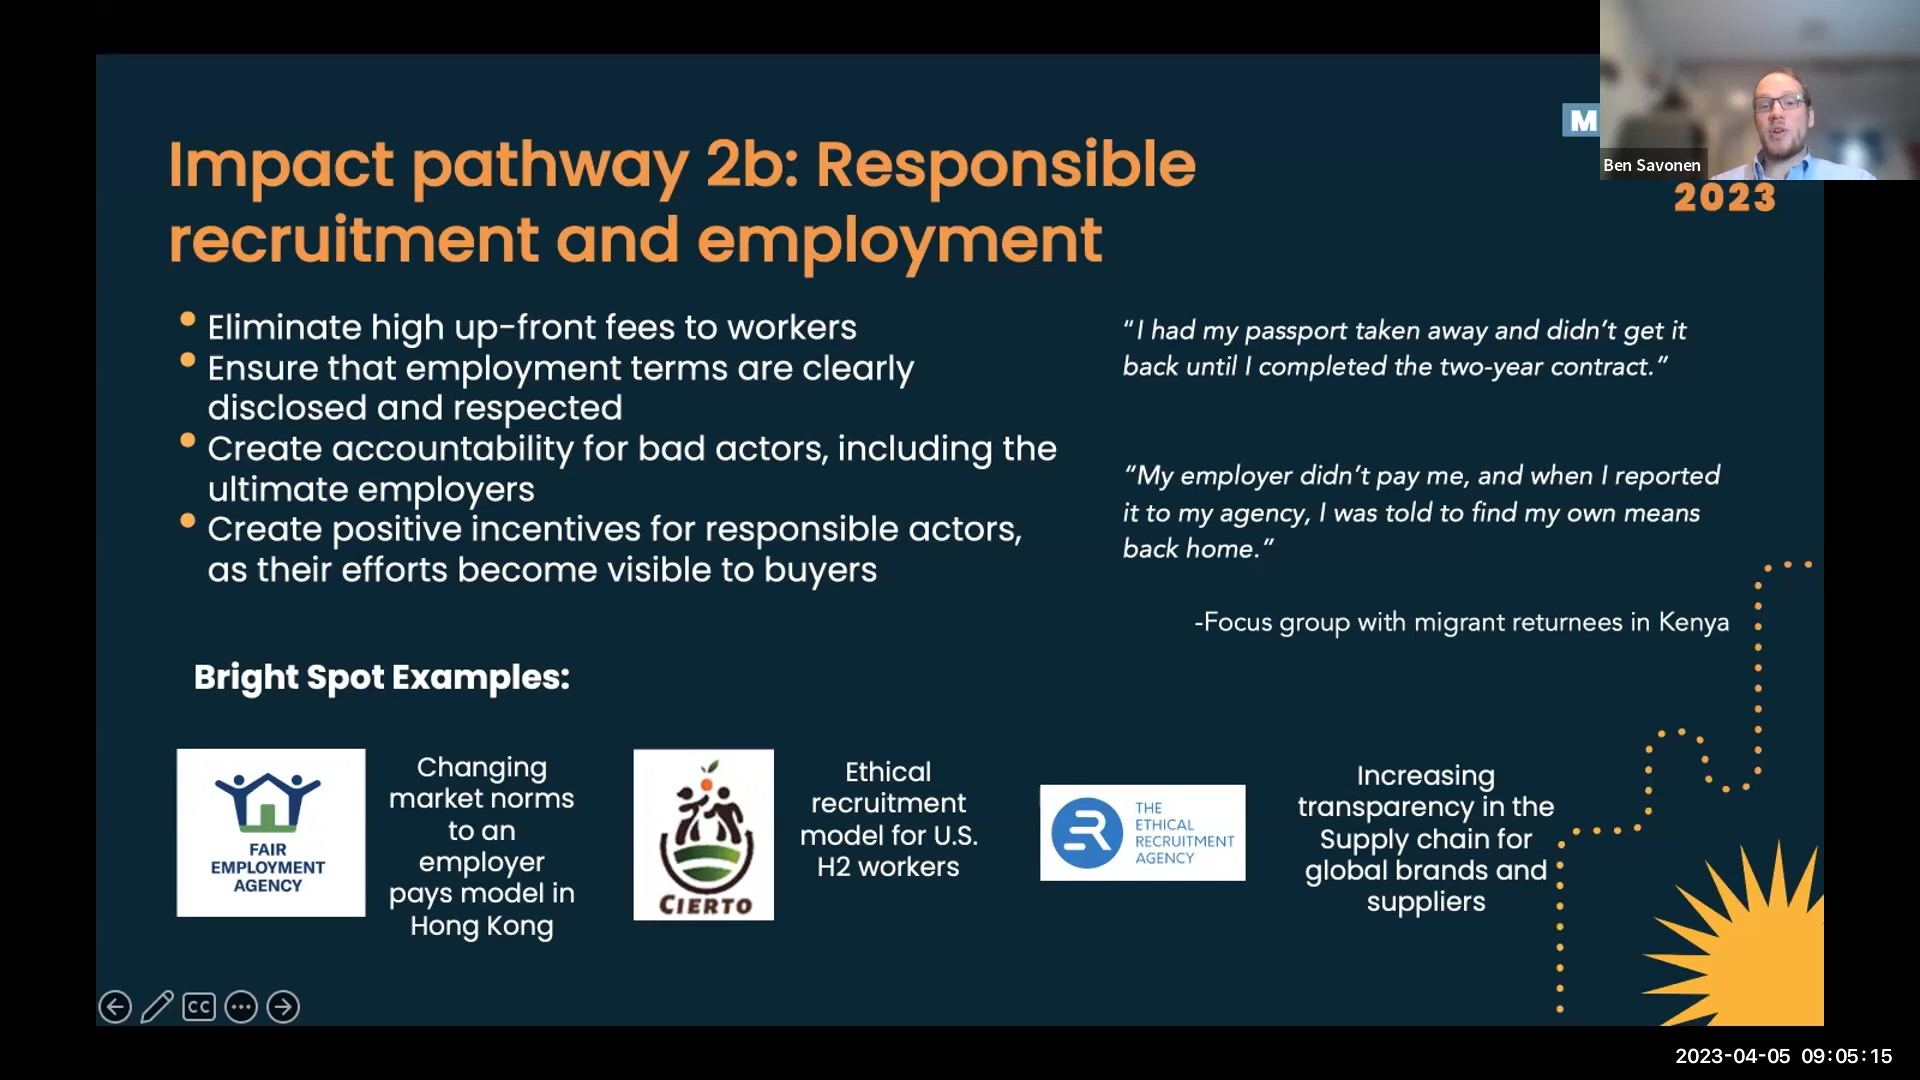 M
Ben Savonen
2023
Impact pathway 2b: Responsible
recruitment and employment
• Eliminate high up-front fees to workers
• Ensure that employment terms are clearly
disclosed and respected
• Create accountability for bad actors, including the
ultimate employers
• Create positive incentives for responsible actors,
as their efforts become visible to buyers
“I had my passport taken away and didn’t get it
back until I completed the two-year contract.”
“My employer didn’t pay me, and when I reported
it to my agency, I was told to find my own means
back home.”
-Focus group with migrant returnees in Kenya
Bright Spot Examples:
FAIR
EMPLOYMENT
AGENCY
Changing
market norms
to an
employer
pays model in
Hong Kong
CIERTO
Ethical
recruitment
model for U.S.
H2 workers
THE
ETHICAL
RECRUITMENT
AGENCY
Increasing
transparency in the
Supply chain for
global brands and
suppliers
CC
2023-04-05 09:05:15